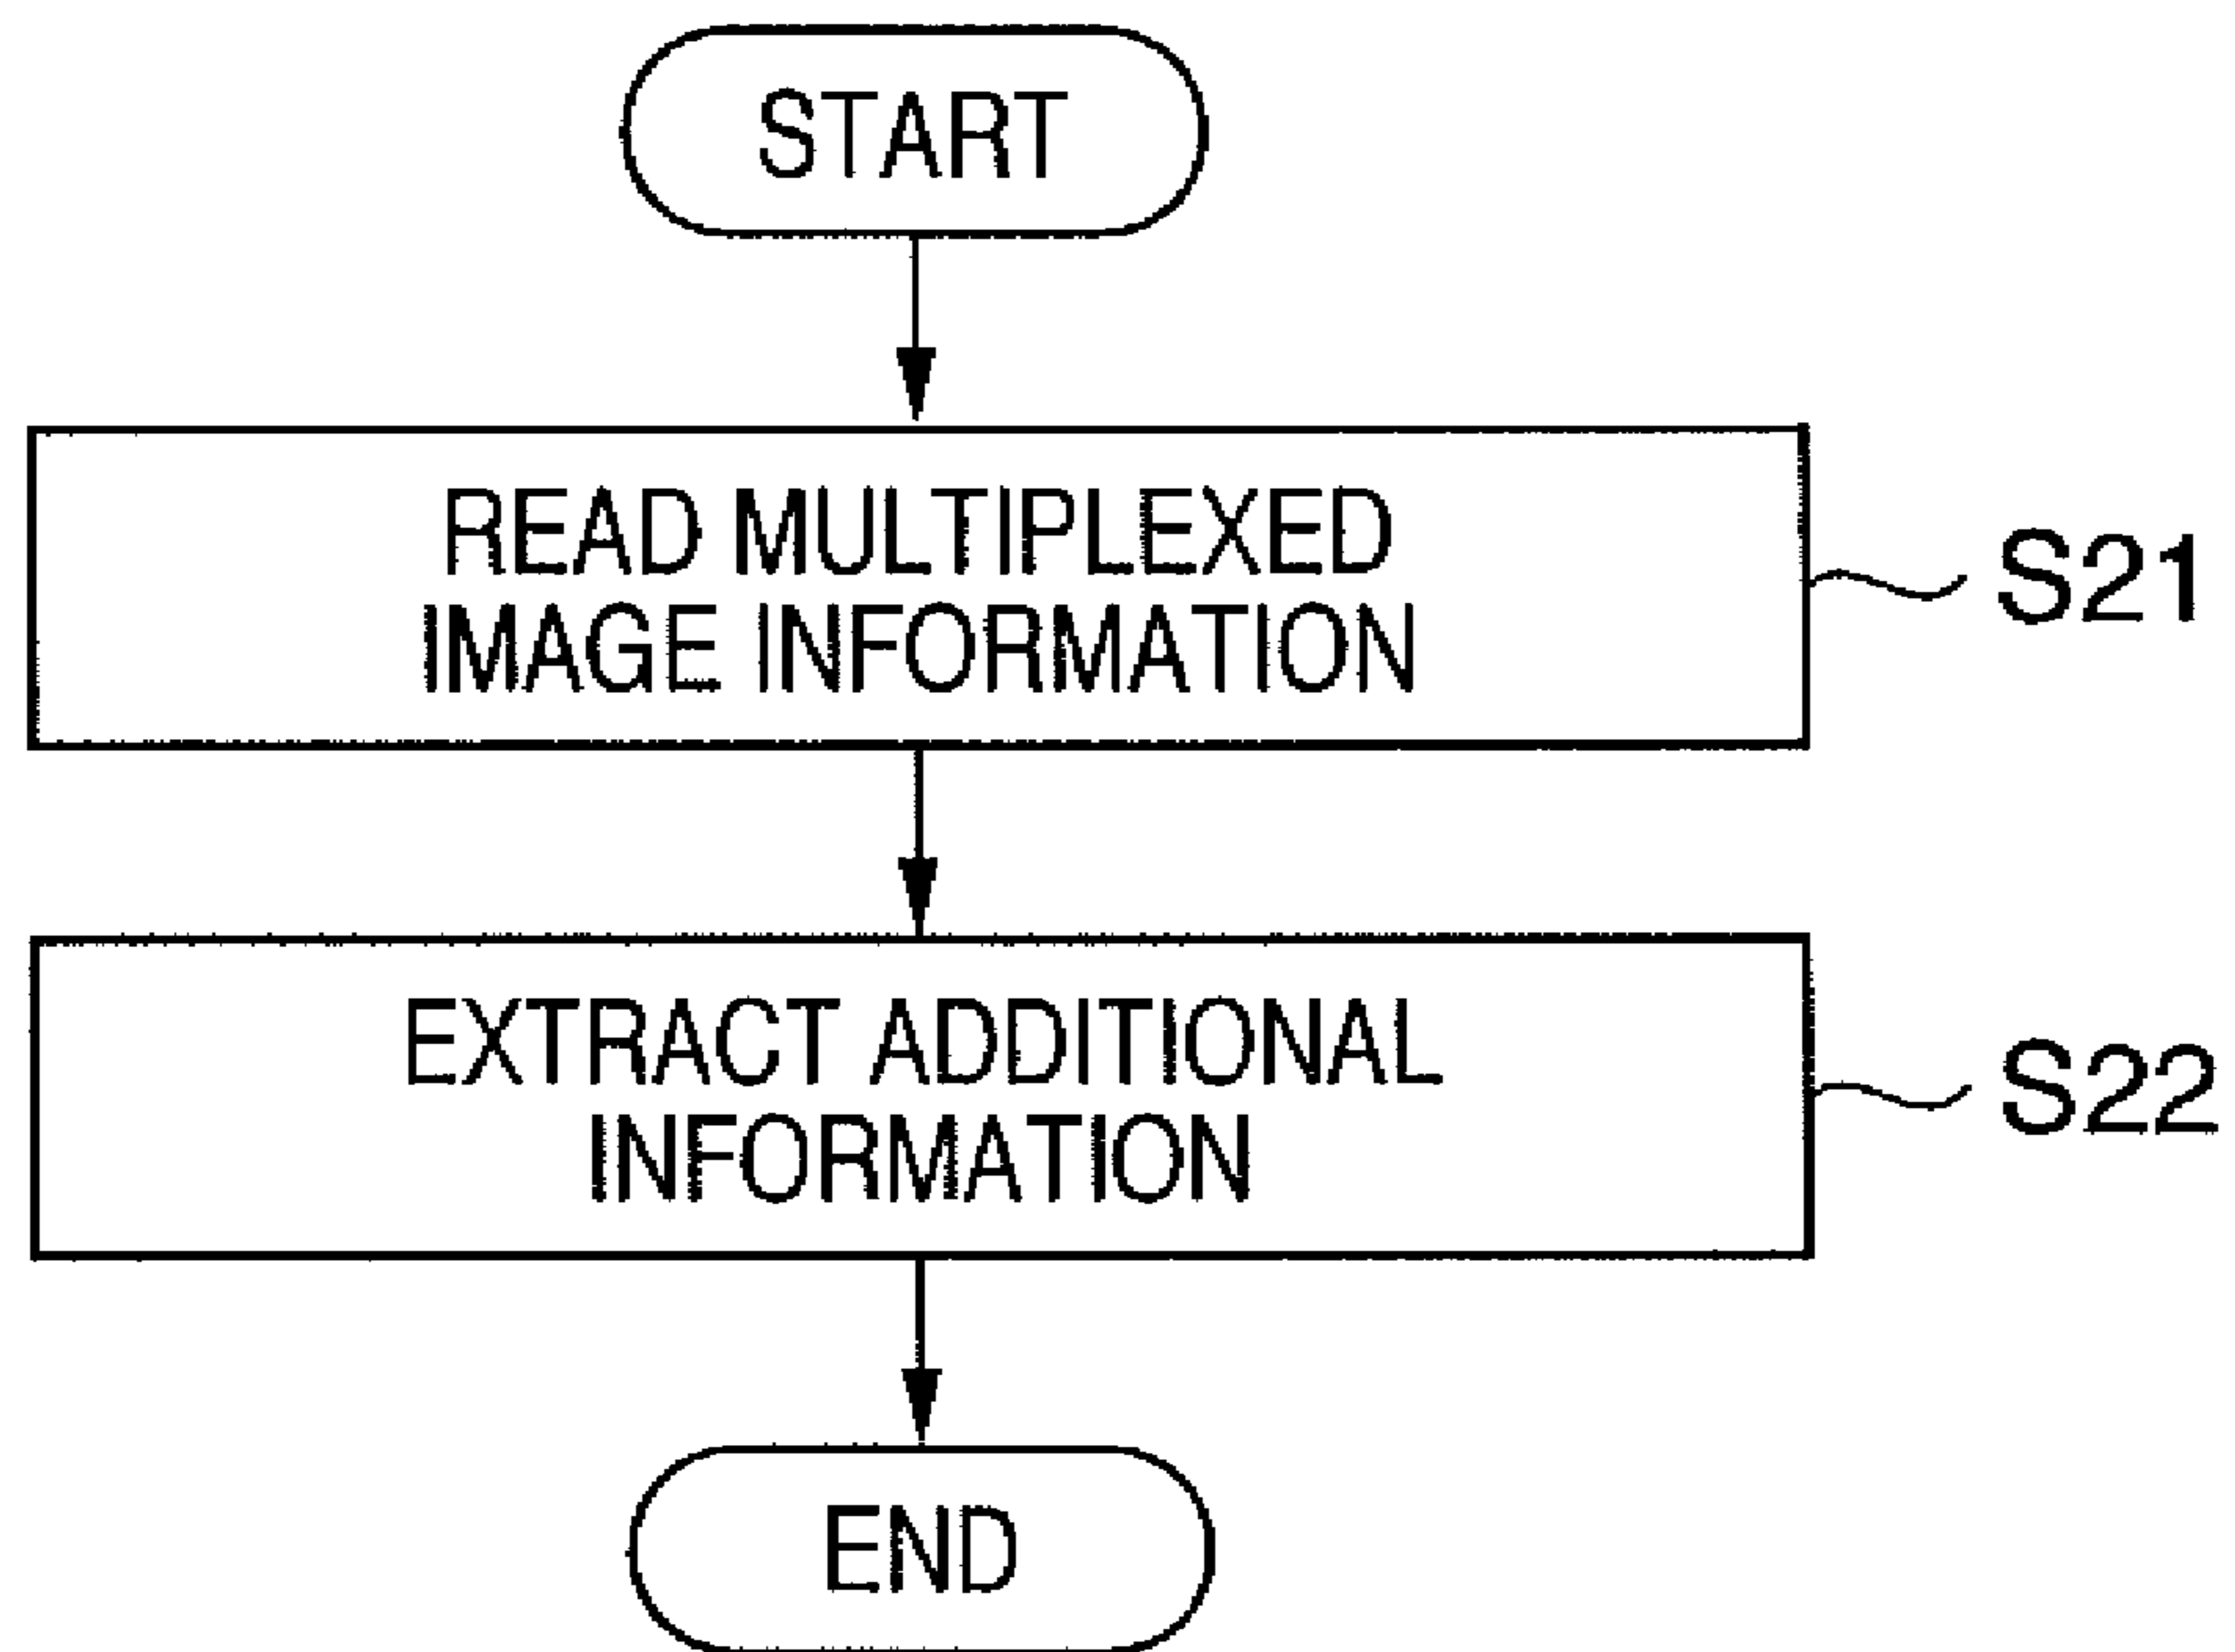 START
READ MULTIPLEXED
IMAGE INFORMATION
S21
EXTRACT ADDITIONAL
INFORMATION
S22
END